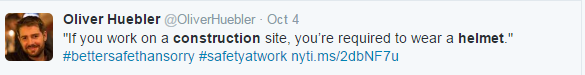 Oliver Huebler @OliverHuebler · Oct 4
"If you work on a construction site, you're required to wear a helmet."
#bettersafethansorry #safetyatwork nyti.ms/2dbNF7u